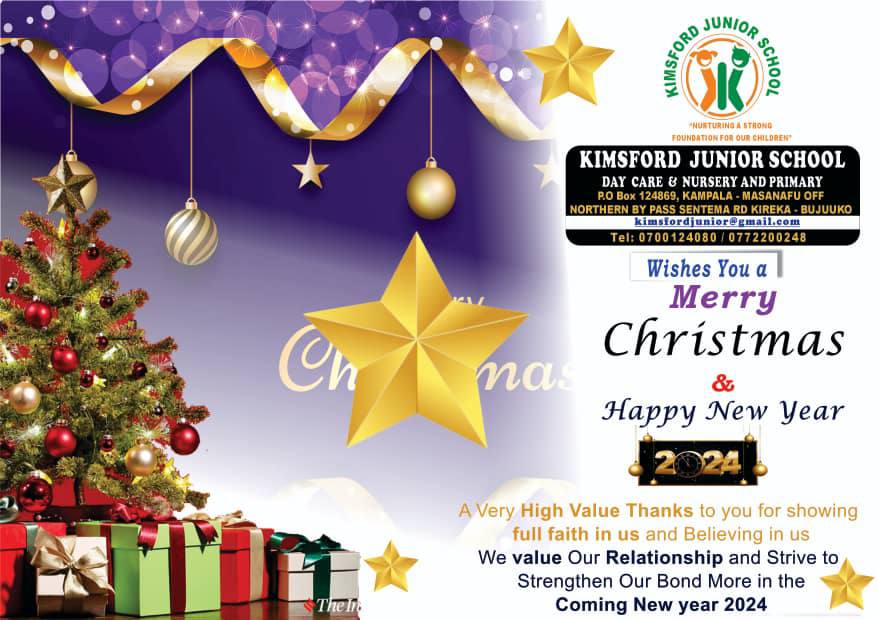 KIMSFORD JUNIOR SCHOOL
"NURTURING A STRONG
FOUNDATION FOR OUR CHILDREN"
KIMSFORD JUNIOR SCHOOL
DAY CARE & NURSERY AND PRIMARY
P.O Box 124869, KAMPALA - MASANAFU OFF
NORTHERN BY PASS SENTEMA RD KIREKA - BUJUUKO
kimsfordjunior@gmail.com
Tel: 0700124080 / 0772200248
Wishes You a
Merry
Christmas
&
Happy New Year
2024
A Very High Value Thanks to you for showing
full faith in us and Believing in us
We value Our Relationship and Strive to
Strengthen Our Bond More in the
Coming New year 2024